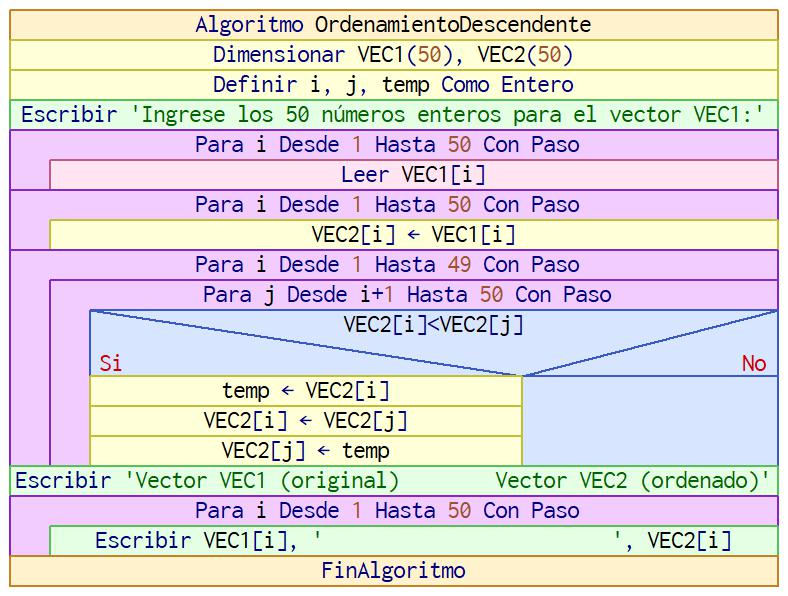 Algoritmo OrdenamientoDescendente
Dimensionar VEC1(50), VEC2(50)
Definir i, j, temp Como Entero
Escribir 'Ingrese los 50 números enteros para el vector VEC1:'
Para i Desde 1 Hasta 50 Con Paso
Leer VEC1[i]
Para i Desde 1 Hasta 50 Con Paso
VEC2[i] ← VEC1[i]
Para i Desde 1 Hasta 49 Con Paso
Para j Desde i+1 Hasta 50 Con Paso
VEC2[i]<VEC2[j]
Si No
temp ← VEC2[i]
VEC2[i] ← VEC2[j]
VEC2[j] ← temp
Escribir 'Vector VEC1 (original)        Vector VEC2 (ordenado)'
Para i Desde 1 Hasta 50 Con Paso
Escribir VEC1[i], '                        ', VEC2[i]
FinAlgoritmo